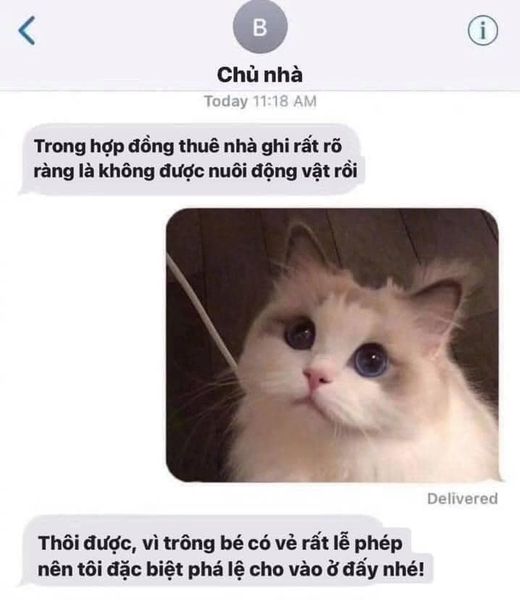 B
Chủ nhà
Today 11:18 AM
Trong hợp đồng thuê nhà ghi rất rõ
ràng là không được nuôi động vật rồi
Delivered
Thôi được, vì trông bé có vẻ rất lễ phép
nên tôi đặc biệt phá lệ cho vào ở đấy nhé!